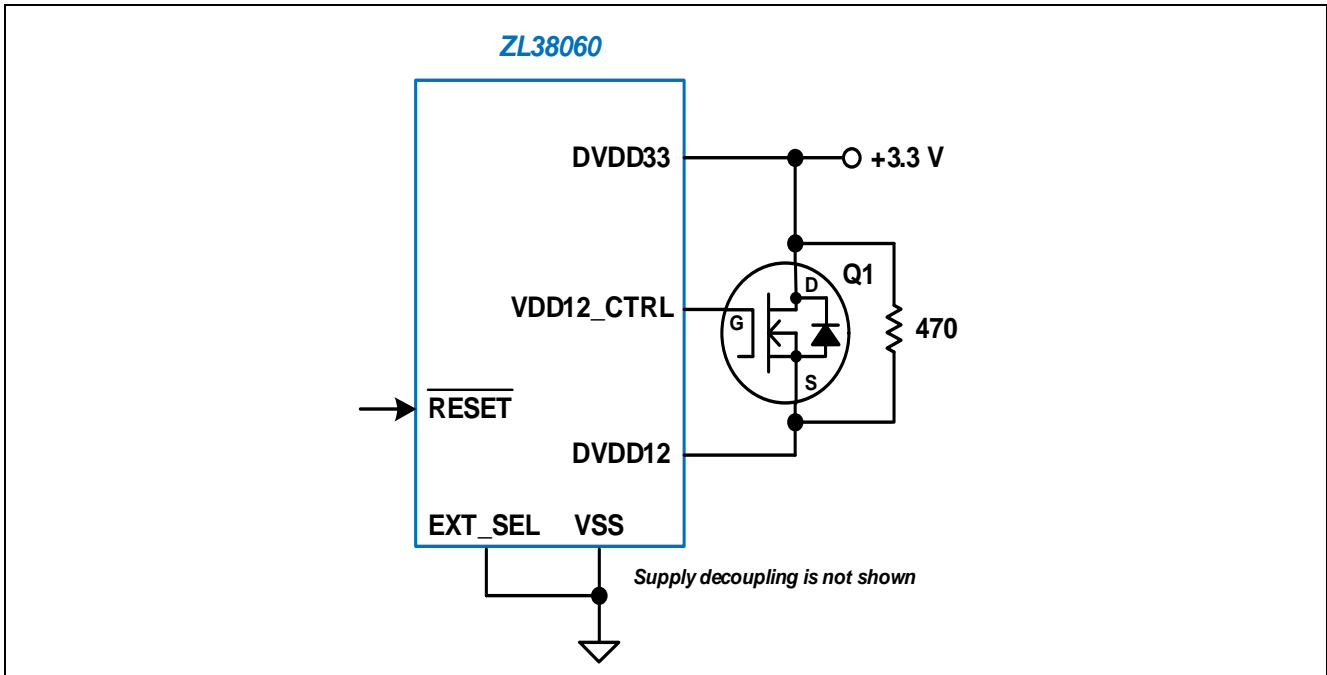 ZL38060
DVDD33
+3.3 V
D
Q1
VDD12_CTRL
G
470
S
RESET
DVDD12
EXT_SEL
VSS
Supply decoupling is not shown